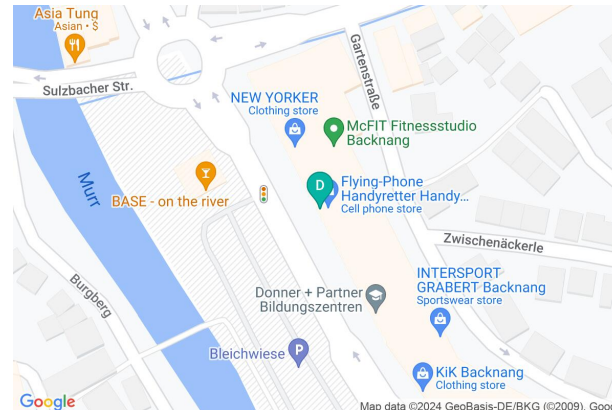 Asia Tung
Asian • $
Sulzbacher Str.
Gartenstraße
NEW YORKER
Clothing store
McFIT Fitnessstudio
Backnang
Murr
BASE - on the river
D
Flying-Phone
Handyretter Handy...
Cell phone store
Zwischenäckerle
Burgberg
Donner + Partner
Bildungszentren
INTERSPORT
GRABERT Backnang
Sportswear store
Bleichwiese
P
KiK Backnang
Clothing store
Google
Map data ©2024 GeoBasis-DE/BKG (©2009), Goo